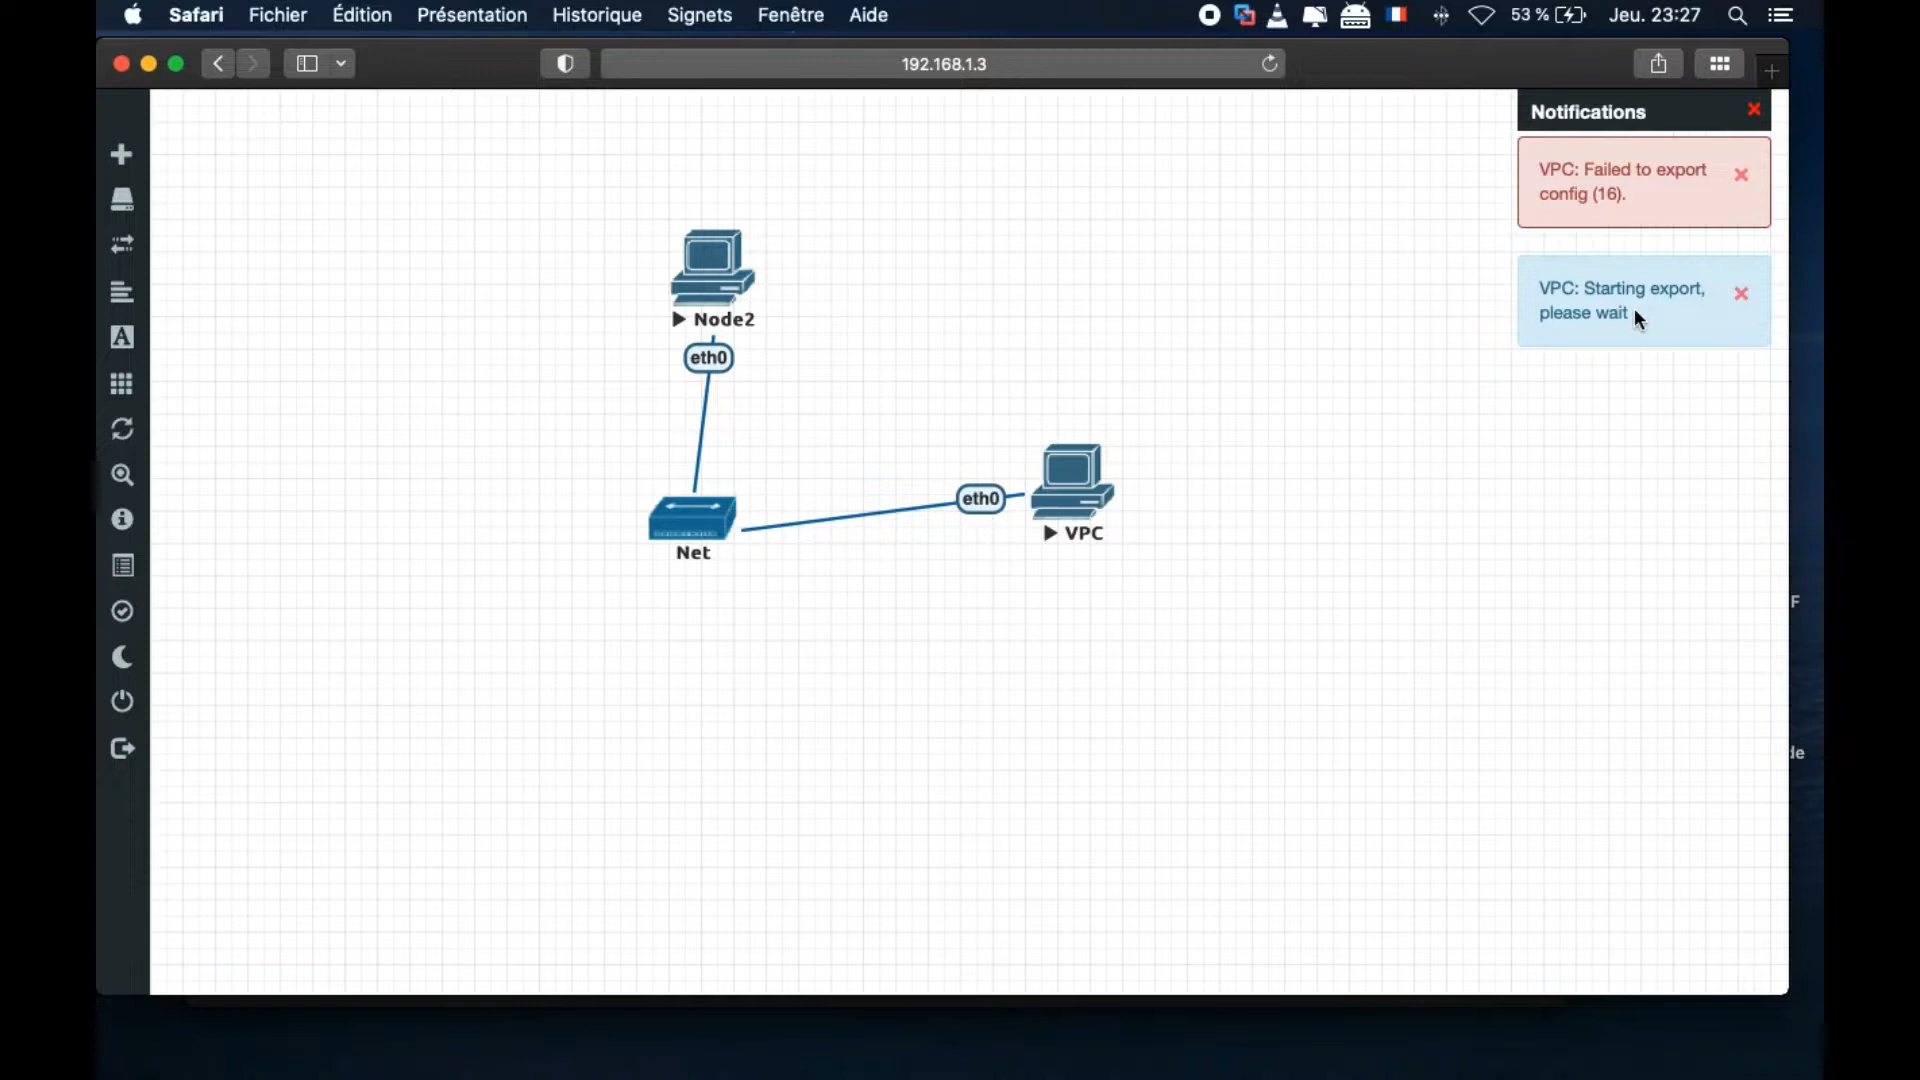 Safari Fichier Édition Présentation Historique Signets Fenêtre Aide 53 % Jeu. 23:27
192.168.1.3
Notifications
VPC: Failed to export
config (16).
VPC: Starting export,
please wait
Node2
eth0
eth0
VPC
Net
F
de